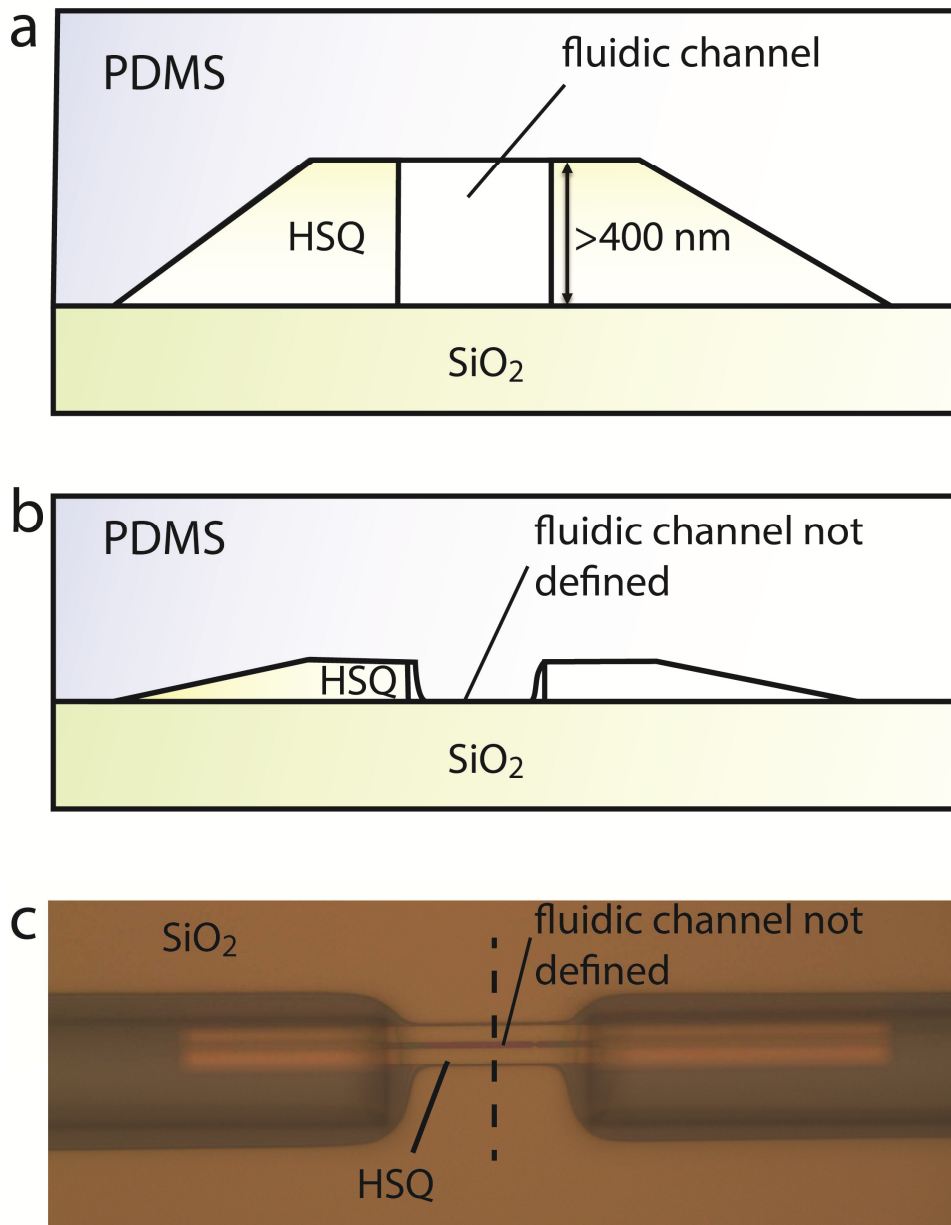 a
PDMS
fluidic channel
HSQ
>400 nm
SiO₂
b
PDMS
fluidic channel not
defined
HSQ
SiO₂
c
SiO₂
fluidic channel not
defined
HSQ